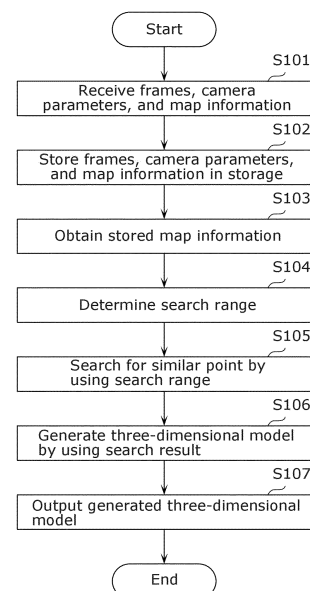 Start
S101
Receive frames, camera
parameters, and map information
S102
Store frames, camera parameters,
and map information in storage
S103
Obtain stored map information
S104
Determine search range
S105
Search for similar point by
using search range
S106
Generate three-dimensional model
by using search result
S107
Output generated three-dimensional
model
End